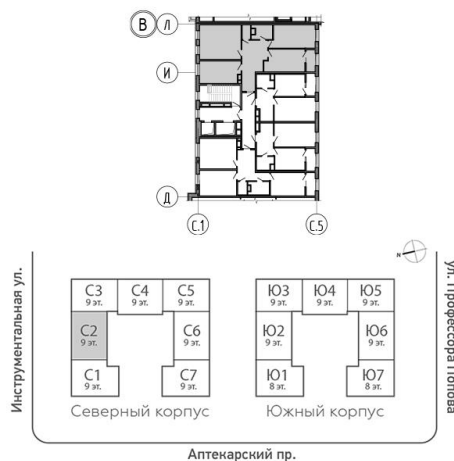 В Л
И
Д
С.1 С.5
N
С3 С4 С5
9 эт. 9 эт. 9 эт.
С2 С6
9 эт. 9 эт.
С1 С7
9 эт. 9 эт.
Северный корпус
Ю3 Ю4 Ю5
9 эт. 9 эт. 9 эт.
Ю2 Ю6
9 эт. 9 эт.
Ю1 Ю7
8 эт. 8 эт.
Южный корпус
Инструментальная ул.
ул. Профессора Попова
Аптекарский пр.